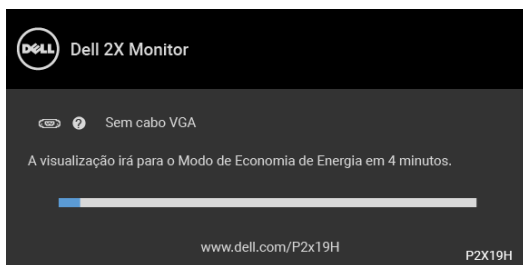 DELL
Dell 2X Monitor
? Sem cabo VGA
A visualização irá para o Modo de Economia de Energia em 4 minutos.
www.dell.com/P2x19H
P2X19H